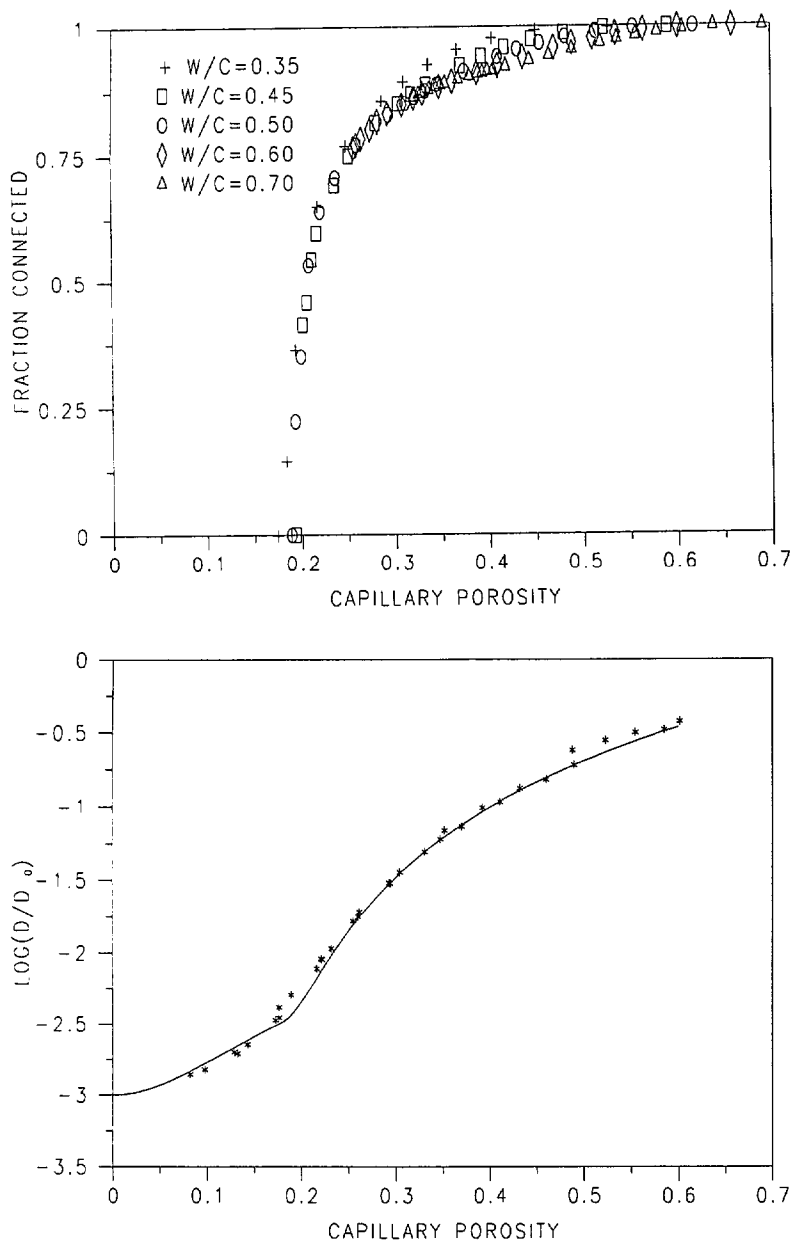 1
0.75
0.5
0.25
0
FRACTION CONNECTED
+ W/C=0.35
□ W/C=0.45
○ W/C=0.50
◊ W/C=0.60
△ W/C=0.70
0 0.1 0.2 0.3 0.4 0.5 0.6 0.7
CAPILLARY POROSITY
0
-0.5
-1
-1.5
-2
-2.5
-3
-3.5
LOG(D/D₀)
0 0.1 0.2 0.3 0.4 0.5 0.6 0.7
CAPILLARY POROSITY